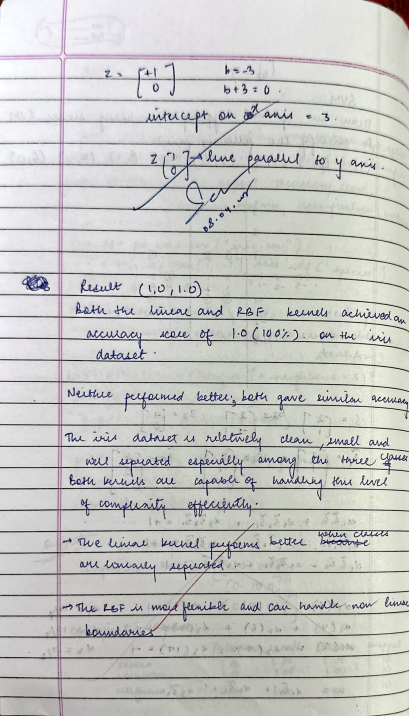 z = [+1 0] b = -3
b+3 = 0.
intercept on x axis = 3.
z [1 0] → line parallel to y axis.
Result (1.0, 1.0).
Both the linear and RBF kernels achieved an
accuracy score of 1.0 (100%). on the iris
dataset.
Neither performed better; both gave similar accuracy
The iris dataset is relatively clean, small and
well separated especially among the three classes
Both kernels are capable of handling this level
of complexity efficiently.
→ The linear kernel performs better when classes
are linearly separated.
→ The RBF is more flexible and can handle non linear
boundaries